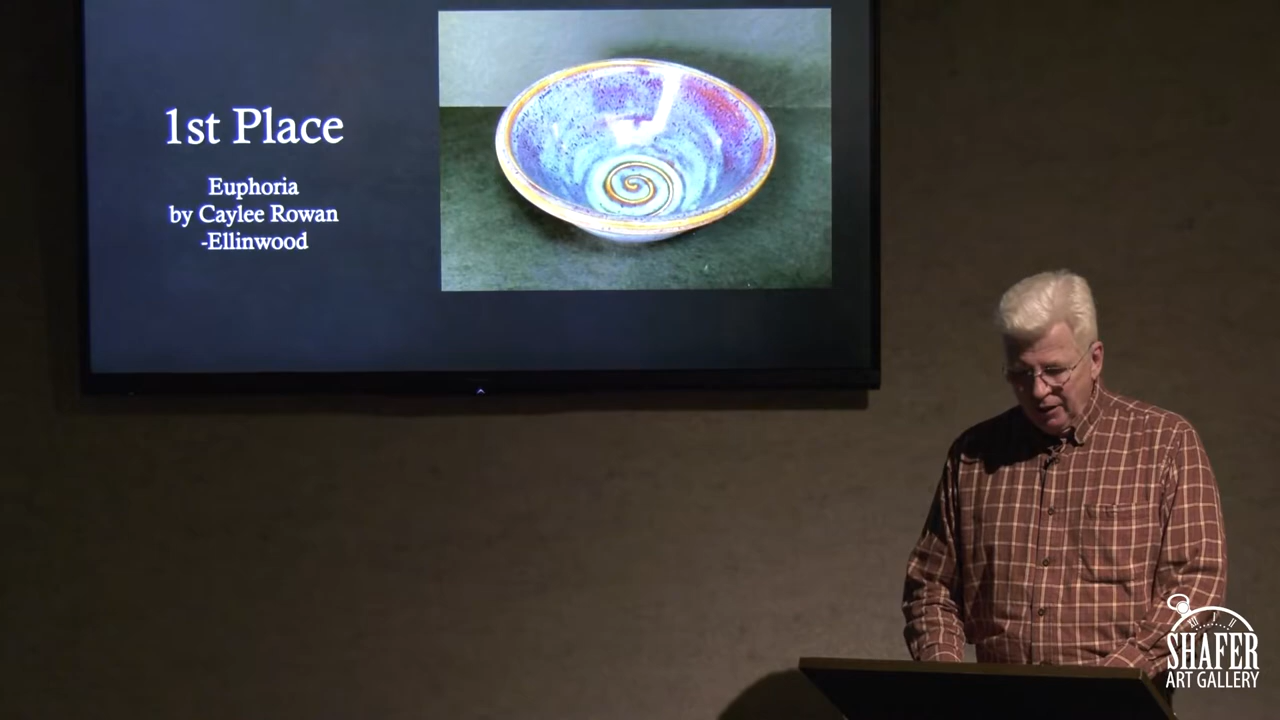 1st Place
Euphoria
by Caylee Rowan
-Ellinwood
SHAFER
ART GALLERY